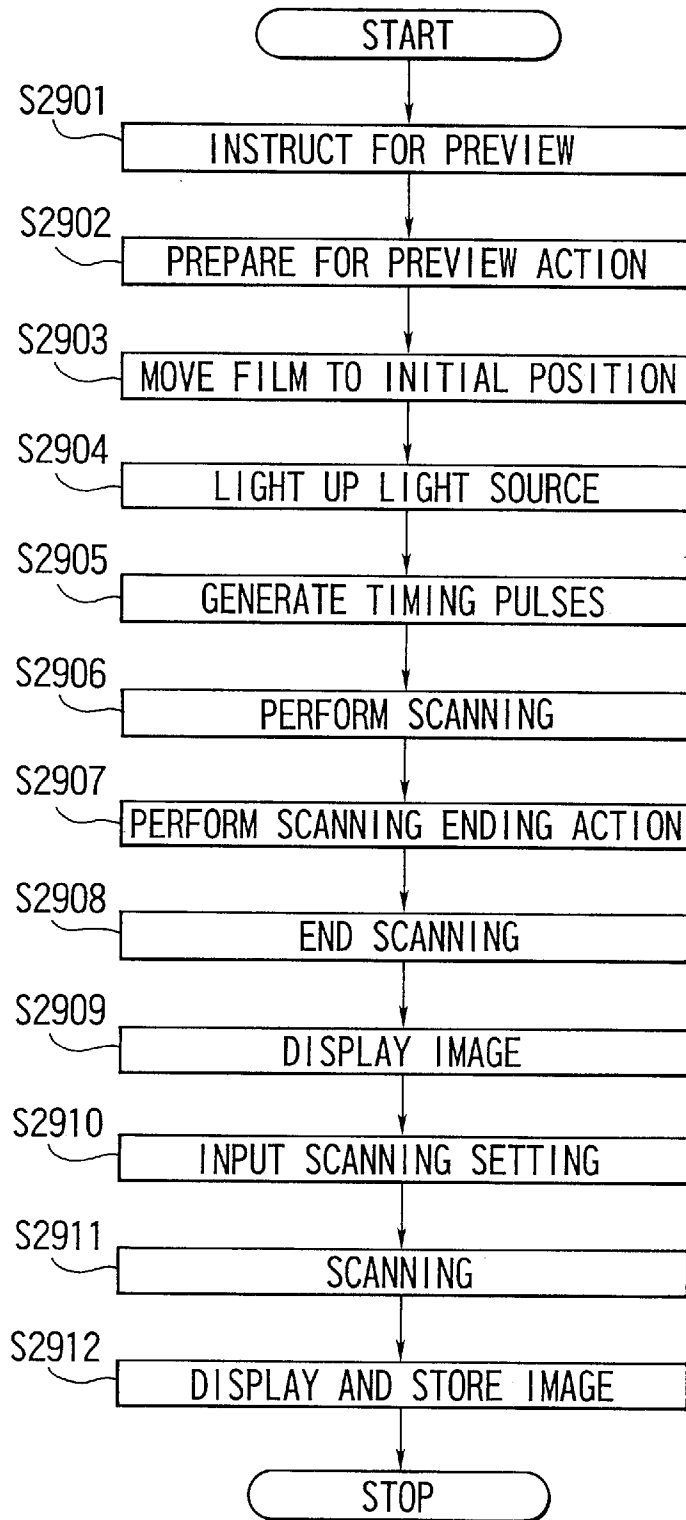 START
S2901
INSTRUCT FOR PREVIEW
S2902
PREPARE FOR PREVIEW ACTION
S2903
MOVE FILM TO INITIAL POSITION
S2904
LIGHT UP LIGHT SOURCE
S2905
GENERATE TIMING PULSES
S2906
PERFORM SCANNING
S2907
PERFORM SCANNING ENDING ACTION
S2908
END SCANNING
S2909
DISPLAY IMAGE
S2910
INPUT SCANNING SETTING
S2911
SCANNING
S2912
DISPLAY AND STORE IMAGE
STOP